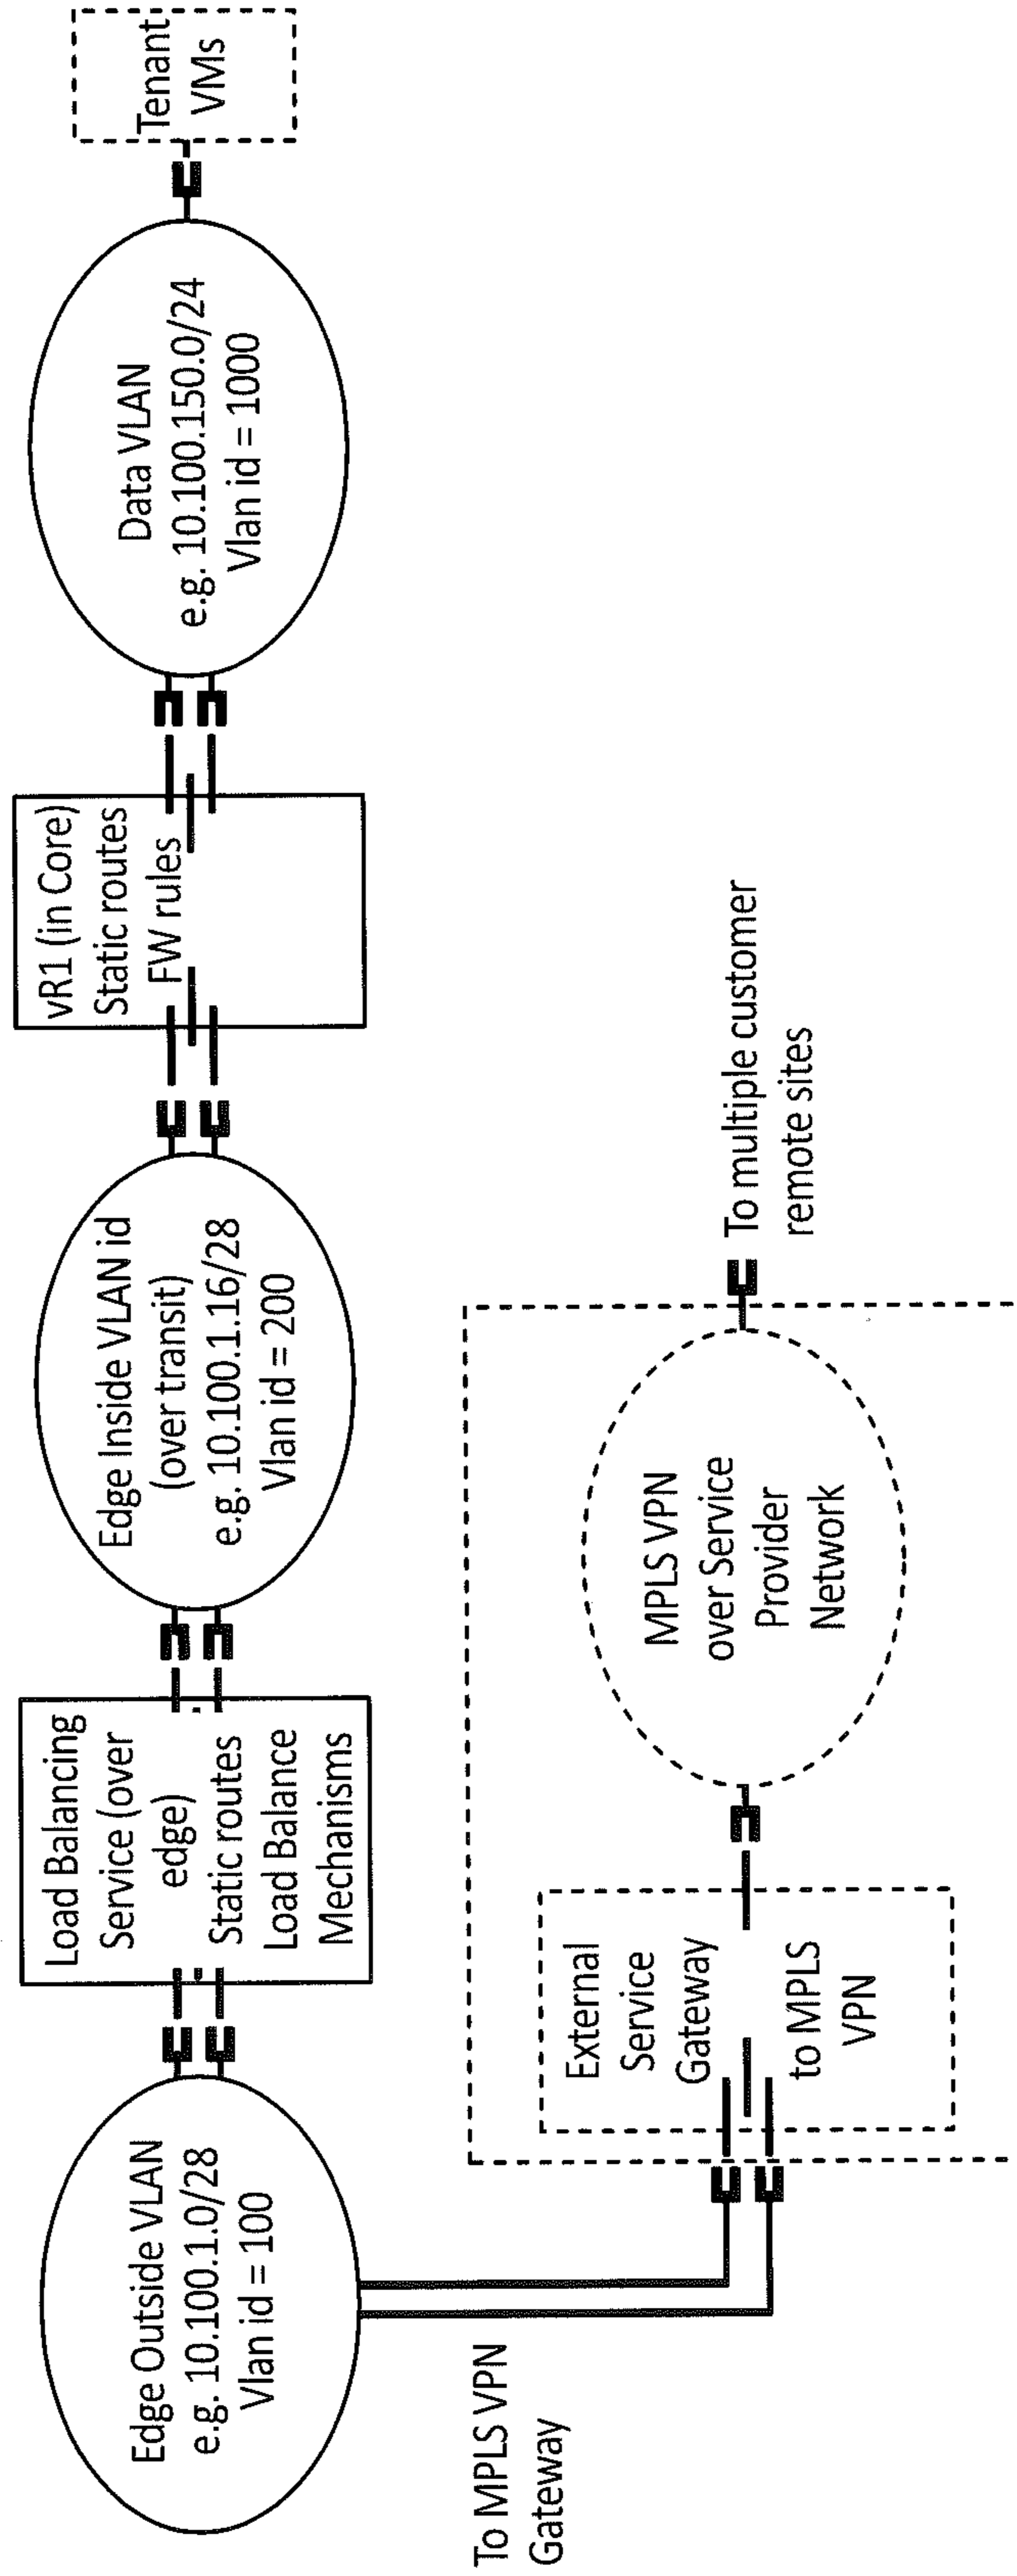 Edge Outside VLAN
e.g. 10.100.1.0/28
Vlan id = 100
Load Balancing
Service (over
edge)
Static routes
Load Balance
Mechanisms
Edge Inside VLAN id
(over transit)
e.g. 10.100.1.16/28
Vlan id = 200
vR1 (in Core)
Static routes
FW rules
Data VLAN
e.g. 10.100.150.0/24
Vlan id = 1000
Tenant
VMs
To MPLS VPN
Gateway
External
Service
Gateway
to MPLS
VPN
MPLS VPN
over Service
Provider
Network
To multiple customer
remote sites